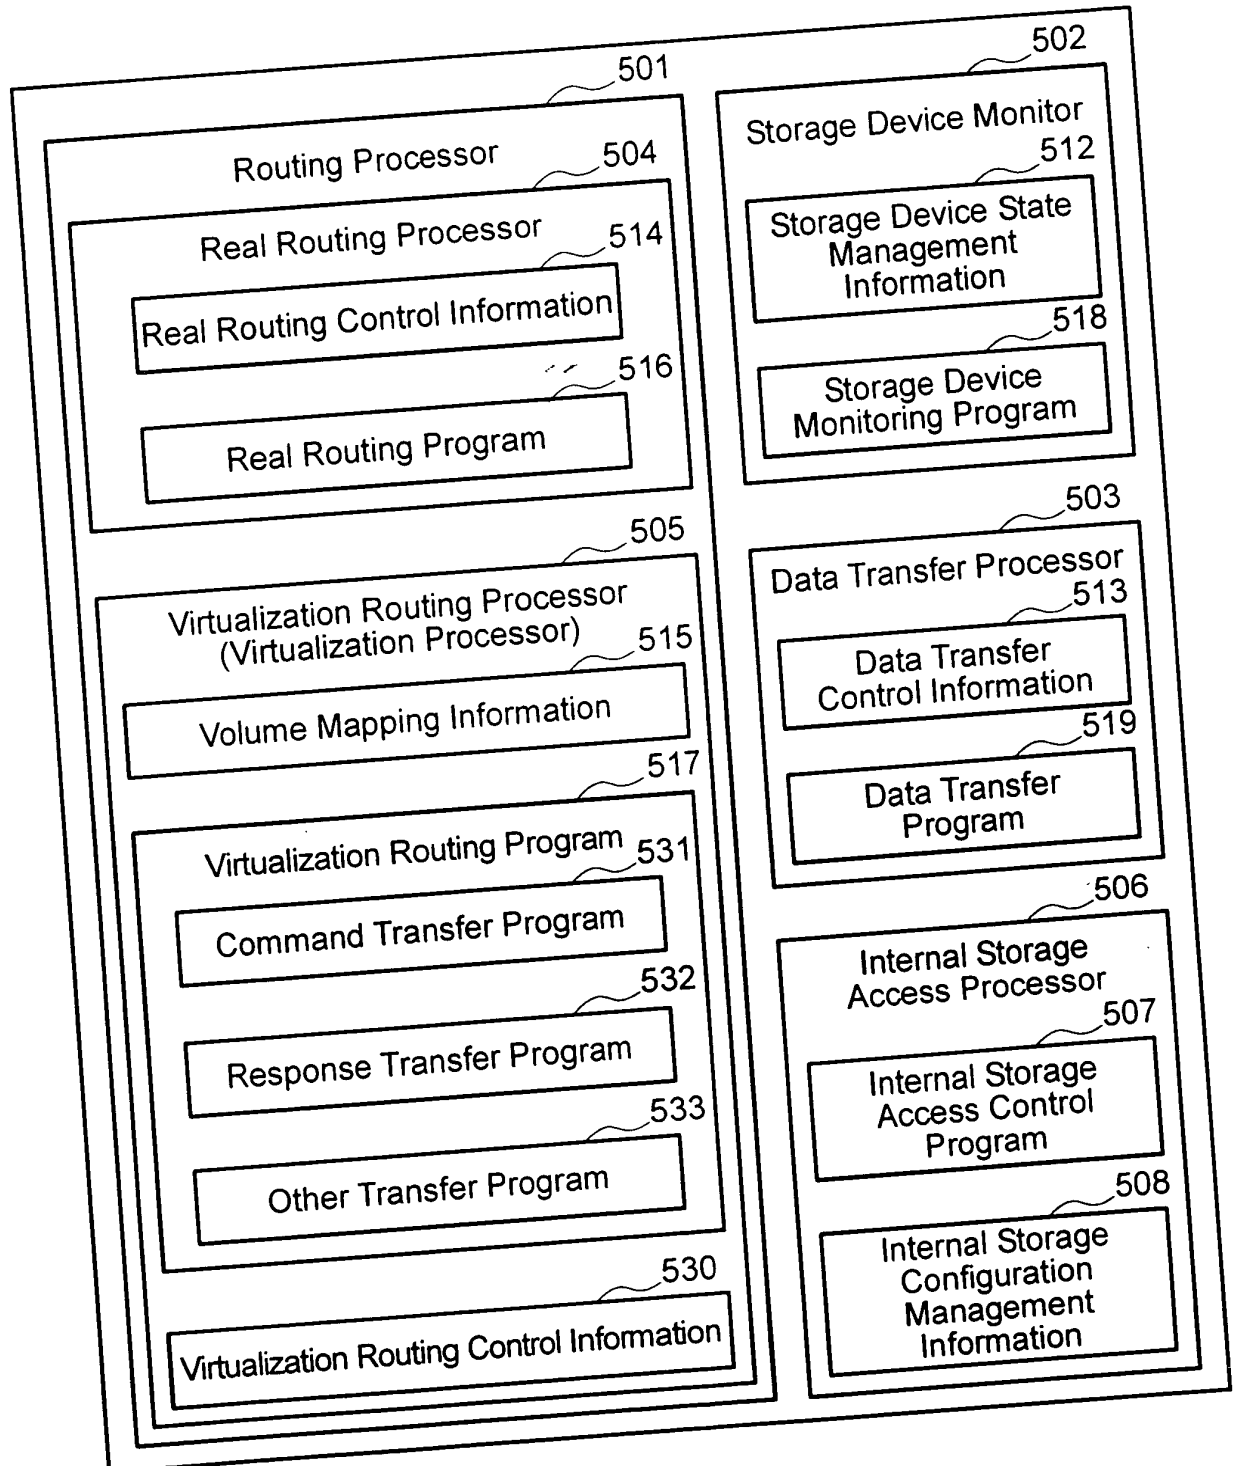 501
Routing Processor
504
Real Routing Processor
514
Real Routing Control Information
516
Real Routing Program
505
Virtualization Routing Processor
(Virtualization Processor)
515
Volume Mapping Information
517
Virtualization Routing Program
531
Command Transfer Program
532
Response Transfer Program
533
Other Transfer Program
530
Virtualization Routing Control Information
502
Storage Device Monitor
512
Storage Device State
Management
Information
518
Storage Device
Monitoring Program
503
Data Transfer Processor
513
Data Transfer
Control Information
519
Data Transfer
Program
506
Internal Storage
Access Processor
507
Internal Storage
Access Control
Program
508
Internal Storage
Configuration
Management
Information